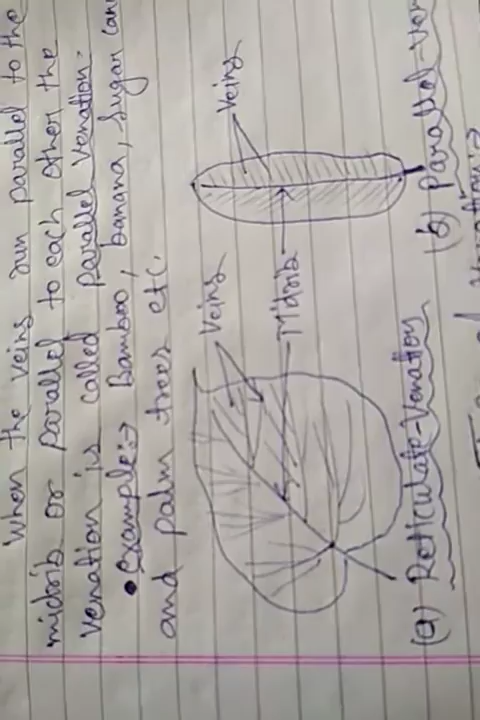 When the veins run parallel to the
midrib or parallel to each other the
venation is called parallel venation.
• Example:→ Bamboo, banana, Sugar can
and palm trees etc.
Veins
Veins
Midrib
(a) Reticulate-Venation
(b) Parallel-ven